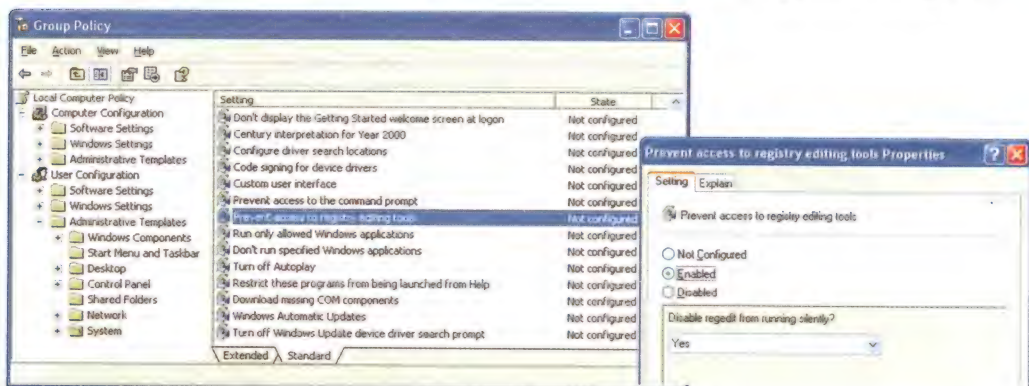 Group Policy
File Action View Help
Local Computer Policy
Computer Configuration
Software Settings
Windows Settings
Administrative Templates
User Configuration
Software Settings
Windows Settings
Administrative Templates
Windows Components
Start Menu and Taskbar
Desktop
Control Panel
Shared Folders
Network
System
Setting State
Don't display the Getting Started welcome screen at logon Not configured
Century interpretation for Year 2000 Not configured
Configure driver search locations Not configured
Code signing for device drivers Not configured
Custom user interface Not configured
Prevent access to the command prompt Not configured
Prevent access to registry editing tools Not configured
Run only allowed Windows applications Not configured
Don't run specified Windows applications Not configured
Turn off Autoplay Not configured
Restrict these programs from being launched from Help Not configured
Download missing COM components Not configured
Windows Automatic Updates Not configured
Turn off Windows Update device driver search prompt Not configured
Extended Standard
Prevent access to registry editing tools Properties
Setting Explain
Prevent access to registry editing tools
Not Configured
Enabled
Disabled
Disable regedit from running silently?
Yes